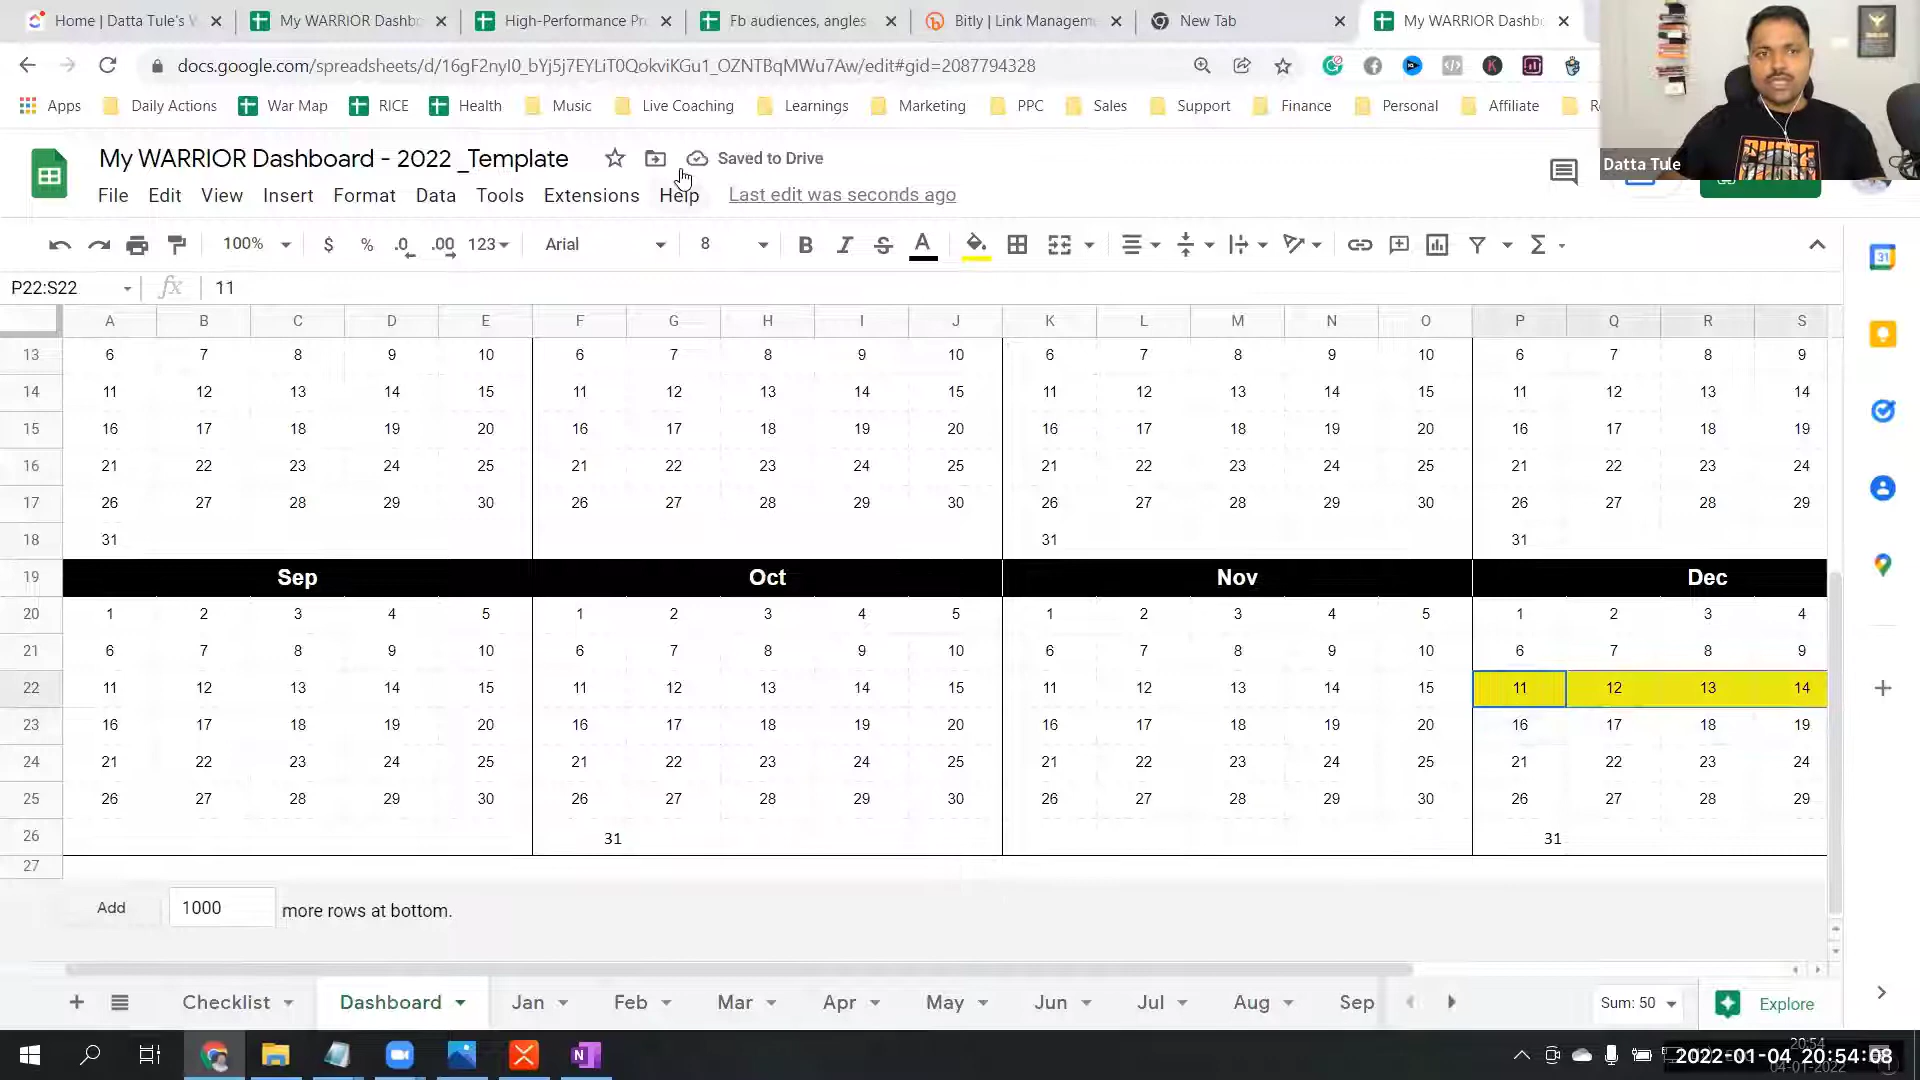 Home | Datta Tule's W
My WARRIOR Dashbo
High-Performance Pr
Fb audiences, angles
Bitly | Link Managem
New Tab
My WARRIOR Dashbo
docs.google.com/spreadsheets/d/16gF2nyI0_bYj5j7EYLiT0QokviKGu1_OZNTBqMWu7Aw/edit#gid=2087794328
Apps Daily Actions War Map RICE Health Music Live Coaching Learnings Marketing PPC Sales Support Finance Personal Affiliate
Datta Tule
My WARRIOR Dashboard - 2022 _Template
Saved to Drive
File Edit View Insert Format Data Tools Extensions Help Last edit was seconds ago
100% $ % .0 .00 123 Arial 8 B I S A
P22:S22 fx 11
A B C D E F G H I J K L M N O P Q R S
13 6 7 8 9 10 6 7 8 9 10 6 7 8 9 10 6 7 8 9
14 11 12 13 14 15 11 12 13 14 15 11 12 13 14 15 11 12 13 14
15 16 17 18 19 20 16 17 18 19 20 16 17 18 19 20 16 17 18 19
16 21 22 23 24 25 21 22 23 24 25 21 22 23 24 25 21 22 23 24
17 26 27 28 29 30 26 27 28 29 30 26 27 28 29 30 26 27 28 29
18 31 31 31
19 Sep Oct Nov Dec
20 1 2 3 4 5 1 2 3 4 5 1 2 3 4 5 1 2 3 4
21 6 7 8 9 10 6 7 8 9 10 6 7 8 9 10 6 7 8 9
22 11 12 13 14 15 11 12 13 14 15 11 12 13 14 15 11 12 13 14
23 16 17 18 19 20 16 17 18 19 20 16 17 18 19 20 16 17 18 19
24 21 22 23 24 25 21 22 23 24 25 21 22 23 24 25 21 22 23 24
25 26 27 28 29 30 26 27 28 29 30 26 27 28 29 30 26 27 28 29
26 31 31
27
Add 1000 more rows at bottom.
Checklist Dashboard Jan Feb Mar Apr May Jun Jul Aug Sep Sum: 50 Explore
20:54
2022-01-04 20:54:08
04-01-2022